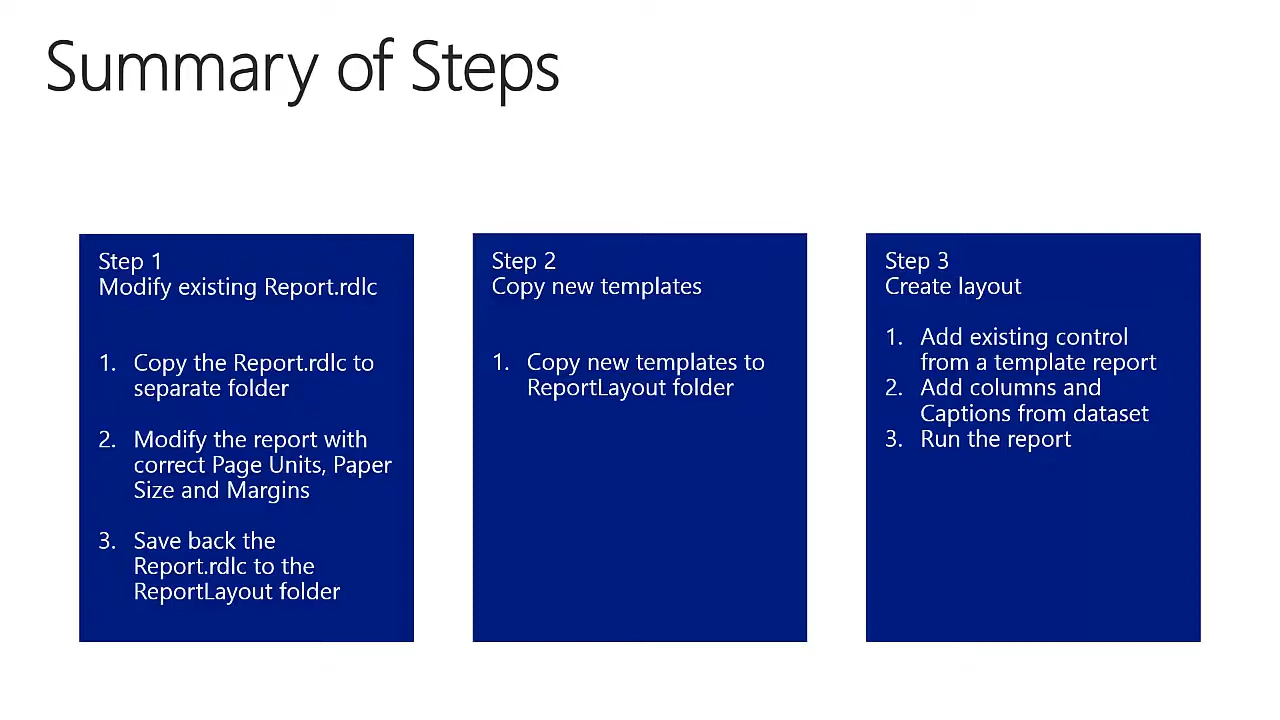 Summary of Steps
Step 1
Modify existing Report.rdlc
1. Copy the Report.rdlc to
separate folder
2. Modify the report with
correct Page Units, Paper
Size and Margins
3. Save back the
Report.rdlc to the
ReportLayout folder
Step 2
Copy new templates
1. Copy new templates to
ReportLayout folder
Step 3
Create layout
1. Add existing control
from a template report
2. Add columns and
Captions from dataset
3. Run the report